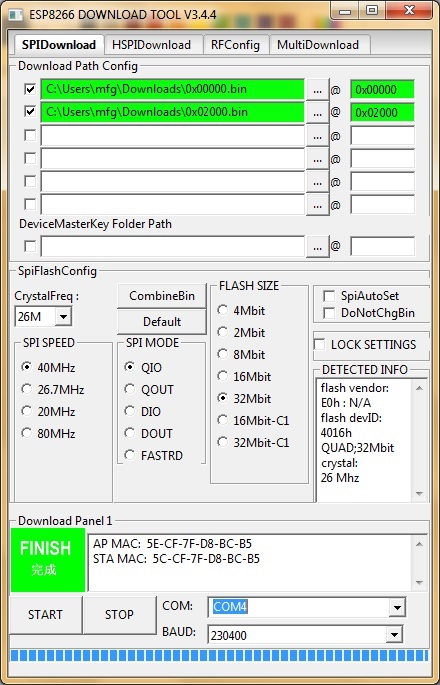 ESP8266 DOWNLOAD TOOL V3.4.4
SPIDownload HSPIDownload RFConfig MultiDownload
Download Path Config
C:\Users\mfg\Downloads\0x00000.bin ... @ 0x00000
C:\Users\mfg\Downloads\0x02000.bin ... @ 0x02000
... @
... @
... @
... @
DeviceMasterKey Folder Path
... @
SpiFlashConfig
CrystalFreq :
26M
CombineBin
Default
SPI SPEED
40MHz
26.7MHz
20MHz
80MHz
SPI MODE
QIO
QOUT
DIO
DOUT
FASTRD
FLASH SIZE
4Mbit
2Mbit
8Mbit
16Mbit
32Mbit
16Mbit-C1
32Mbit-C1
SpiAutoSet
DoNotChgBin
LOCK SETTINGS
DETECTED INFO
flash vendor:
E0h : N/A
flash devID:
4016h
QUAD;32Mbit
crystal:
26 Mhz
Download Panel 1
FINISH
完成
AP MAC: 5E-CF-7F-D8-BC-B5
STA MAC: 5C-CF-7F-D8-BC-B5
START STOP
COM: COM4
BAUD: 230400